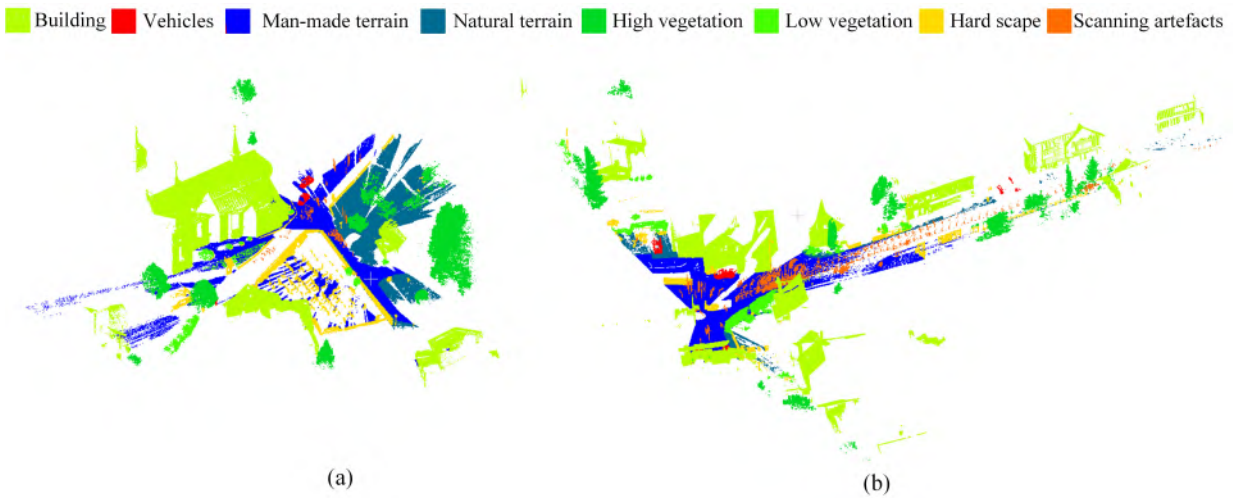 Building Vehicles Man-made terrain Natural terrain High vegetation Low vegetation Hard scape Scanning artefacts
(a)
(b)